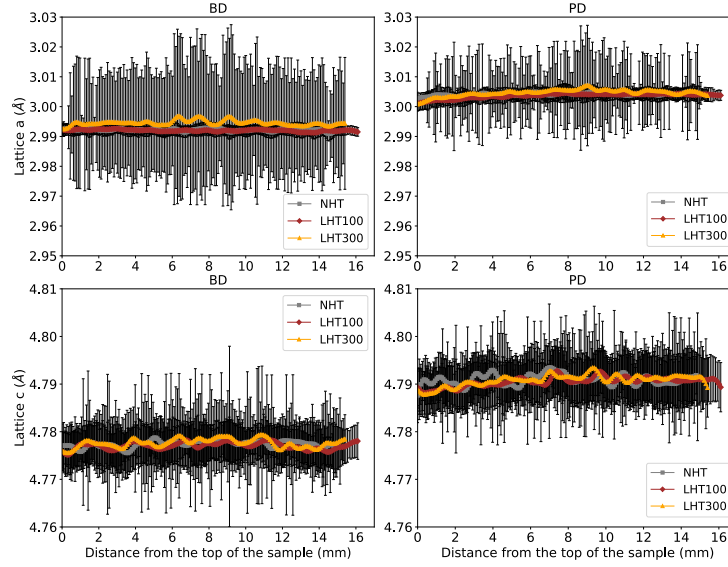 BD
3.03
3.02
3.01
3.00
2.99
2.98
2.97
2.96
2.95
Lattice a (Å)
NHT
LHT100
LHT300
0 2 4 6 8 10 12 14 16
PD
3.03
3.02
3.01
3.00
2.99
2.98
2.97
2.96
2.95
NHT
LHT100
LHT300
0 2 4 6 8 10 12 14 16
BD
4.81
4.80
4.79
4.78
4.77
4.76
Lattice c (Å)
NHT
LHT100
LHT300
0 2 4 6 8 10 12 14 16
Distance from the top of the sample (mm)
PD
4.81
4.80
4.79
4.78
4.77
4.76
NHT
LHT100
LHT300
0 2 4 6 8 10 12 14 16
Distance from the top of the sample (mm)